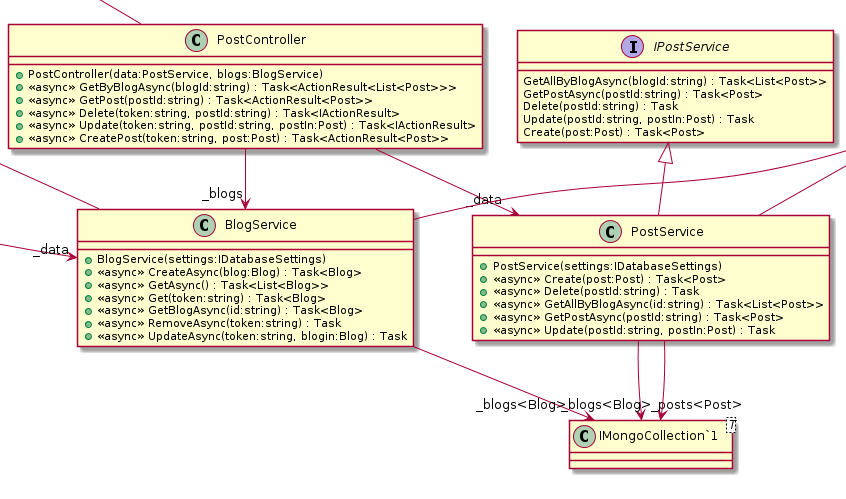 C PostController
PostController(data:PostService, blogs:BlogService)
«async» GetByBlogAsync(blogId:string) : Task<ActionResult<List<Post>>>
«async» GetPost(postId:string) : Task<ActionResult<Post>>
«async» Delete(token:string, postId:string) : Task<IActionResult>
«async» Update(token:string, postId:string, postIn:Post) : Task<IActionResult>
«async» CreatePost(token:string, post:Post) : Task<ActionResult<Post>>
I IPostService
GetAllByBlogAsync(blogId:string) : Task<List<Post>>
GetPostAsync(postId:string) : Task<Post>
Delete(postId:string) : Task
Update(postId:string, postIn:Post) : Task
Create(post:Post) : Task<Post>
_blogs
_data
_data
C BlogService
BlogService(settings:IDatabaseSettings)
«async» CreateAsync(blog:Blog) : Task<Blog>
«async» GetAsync() : Task<List<Blog>>
«async» Get(token:string) : Task<Blog>
«async» GetBlogAsync(id:string) : Task<Blog>
«async» RemoveAsync(token:string) : Task
«async» UpdateAsync(token:string, blogin:Blog) : Task
C PostService
PostService(settings:IDatabaseSettings)
«async» Create(post:Post) : Task<Post>
«async» Delete(postId:string) : Task
«async» GetAllByBlogAsync(id:string) : Task<List<Post>>
«async» GetPostAsync(postId:string) : Task<Post>
«async» Update(postId:string, postIn:Post) : Task
_blogs<Blog>
_blogs<Blog>
_posts<Post>
C IMongoCollection`1
T